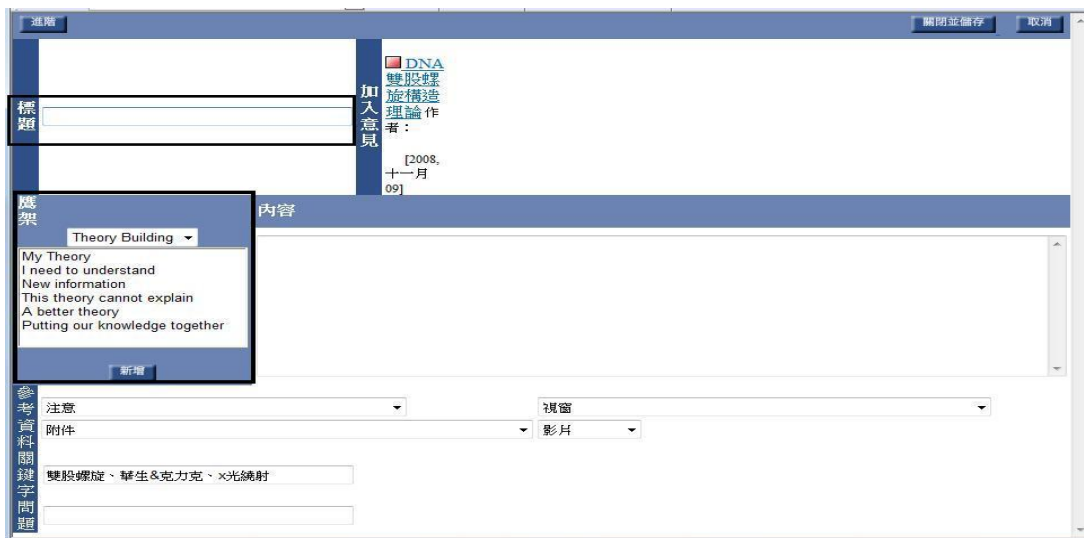 進階
關閉並儲存
取消
標題
加入意見
DNA
雙股螺
旋構造
理論 作
者：
[2008,
十一月
09]
鷹架
內容
Theory Building
My Theory
I need to understand
New information
This theory cannot explain
A better theory
Putting our knowledge together
新增
參考資料
注意
視窗
附件
影片
關鍵字
雙股螺旋、華生&克力克、x光繞射
問題